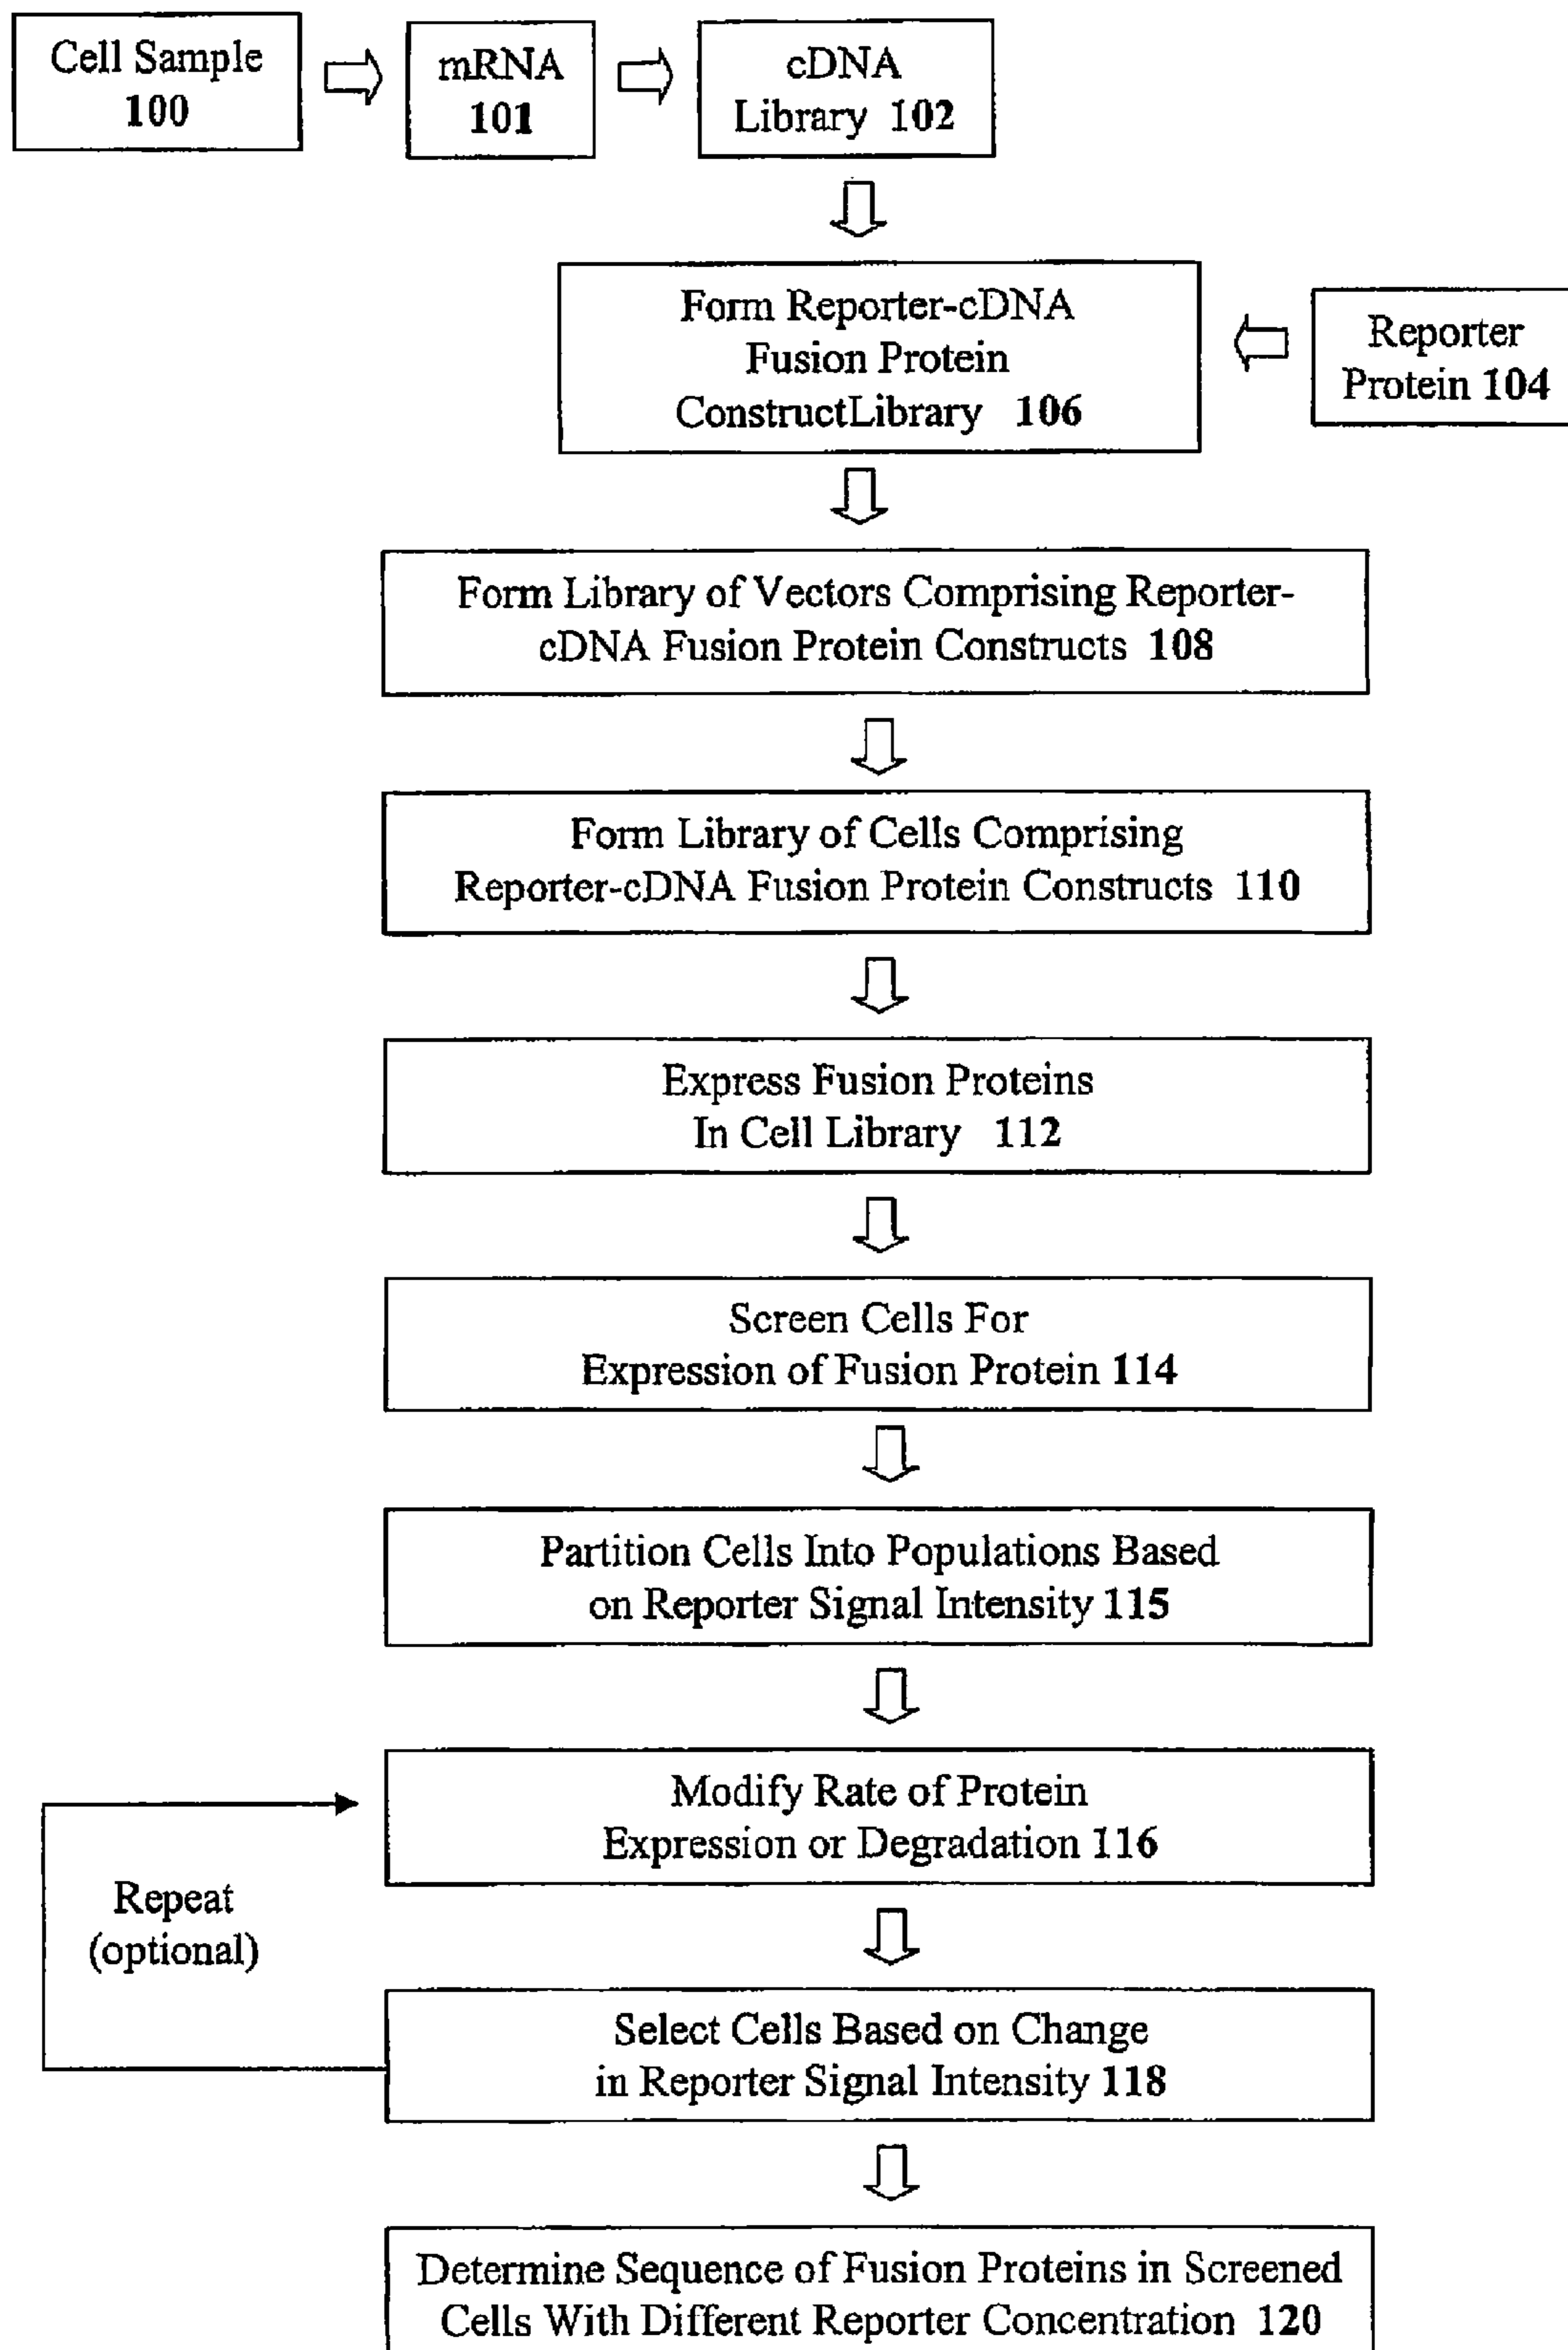 Cell Sample
100
mRNA
101
cDNA
Library 102
Form Reporter-cDNA
Fusion Protein
ConstructLibrary 106
Reporter
Protein 104
Form Library of Vectors Comprising Reporter-
cDNA Fusion Protein Constructs 108
Form Library of Cells Comprising
Reporter-cDNA Fusion Protein Constructs 110
Express Fusion Proteins
In Cell Library 112
Screen Cells For
Expression of Fusion Protein 114
Partition Cells Into Populations Based
on Reporter Signal Intensity 115
Modify Rate of Protein
Expression or Degradation 116
Repeat
(optional)
Select Cells Based on Change
in Reporter Signal Intensity 118
Determine Sequence of Fusion Proteins in Screened
Cells With Different Reporter Concentration 120